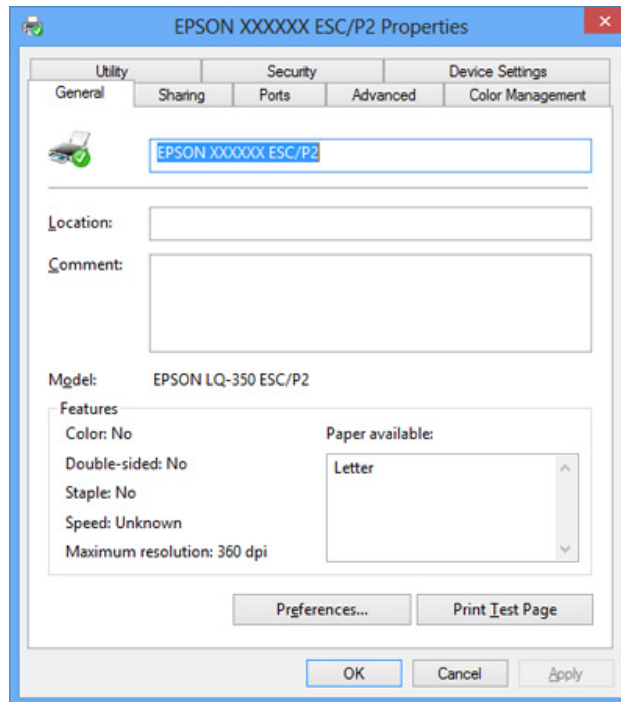 EPSON XXXXXX ESC/P2 Properties
Utility Security Device Settings
General Sharing Ports Advanced Color Management
EPSON XXXXXX ESC/P2
Location:
Comment:
Model: EPSON LQ-350 ESC/P2
Features
Color: No Paper available:
Double-sided: No Letter
Staple: No
Speed: Unknown
Maximum resolution: 360 dpi
Preferences... Print Test Page
OK Cancel Apply